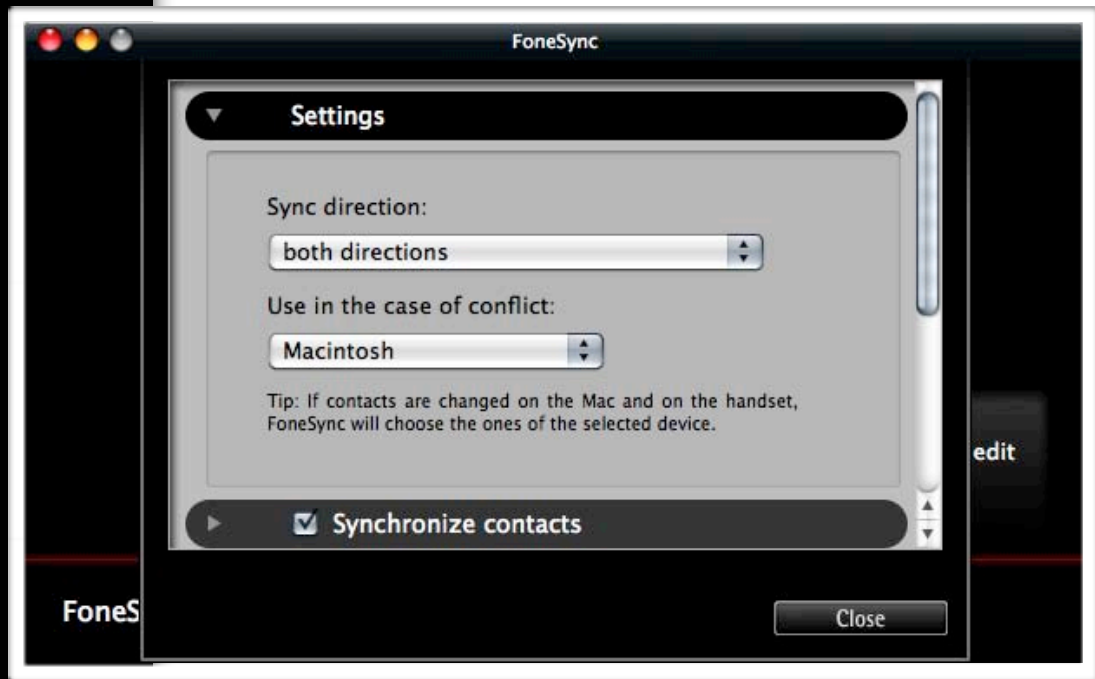 FoneSync
Settings
Sync direction:
both directions
Use in the case of conflict:
Macintosh
Tip: If contacts are changed on the Mac and on the handset,
FoneSync will choose the ones of the selected device.
edit
Synchronize contacts
FoneS
Close